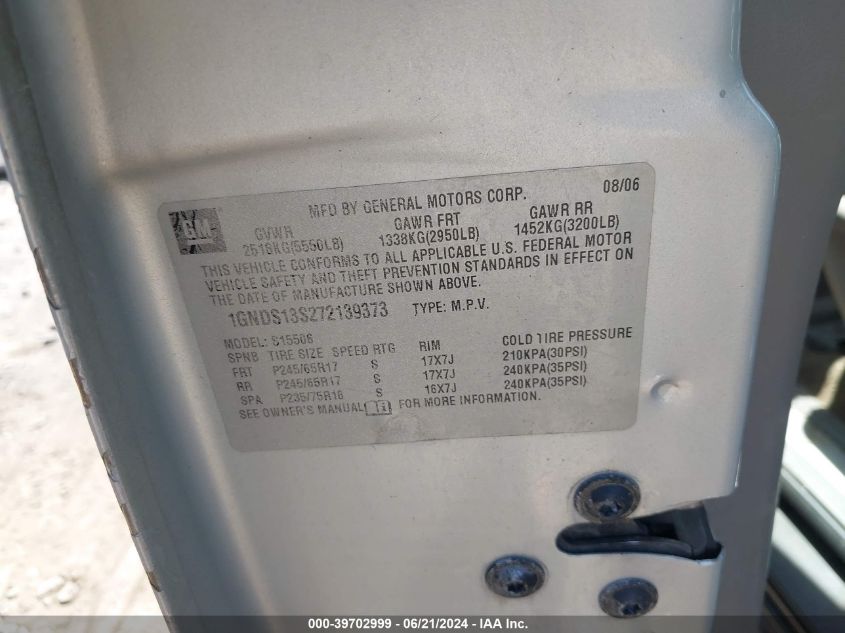 MFD BY GENERAL MOTORS CORP. 08/06
GM
GVWR GAWR FRT GAWR RR
2518KG(5550LB) 1338KG(2950LB) 1452KG(3200LB)
THIS VEHICLE CONFORMS TO ALL APPLICABLE U.S. FEDERAL MOTOR
VEHICLE SAFETY AND THEFT PREVENTION STANDARDS IN EFFECT ON
THE DATE OF MANUFACTURE SHOWN ABOVE.
1GNDS13S272139373 TYPE: M.P.V.
MODEL: S15506
SPNB TIRE SIZE SPEED RTG RIM COLD TIRE PRESSURE
FRT P245/65R17 S 17X7J 210KPA(30PSI)
RR P245/65R17 S 17X7J 240KPA(35PSI)
SPA P235/75R16 S 16X7J 240KPA(35PSI)
SEE OWNER'S MANUAL FOR MORE INFORMATION.
000-39702999 - 06/21/2024 - IAA Inc.